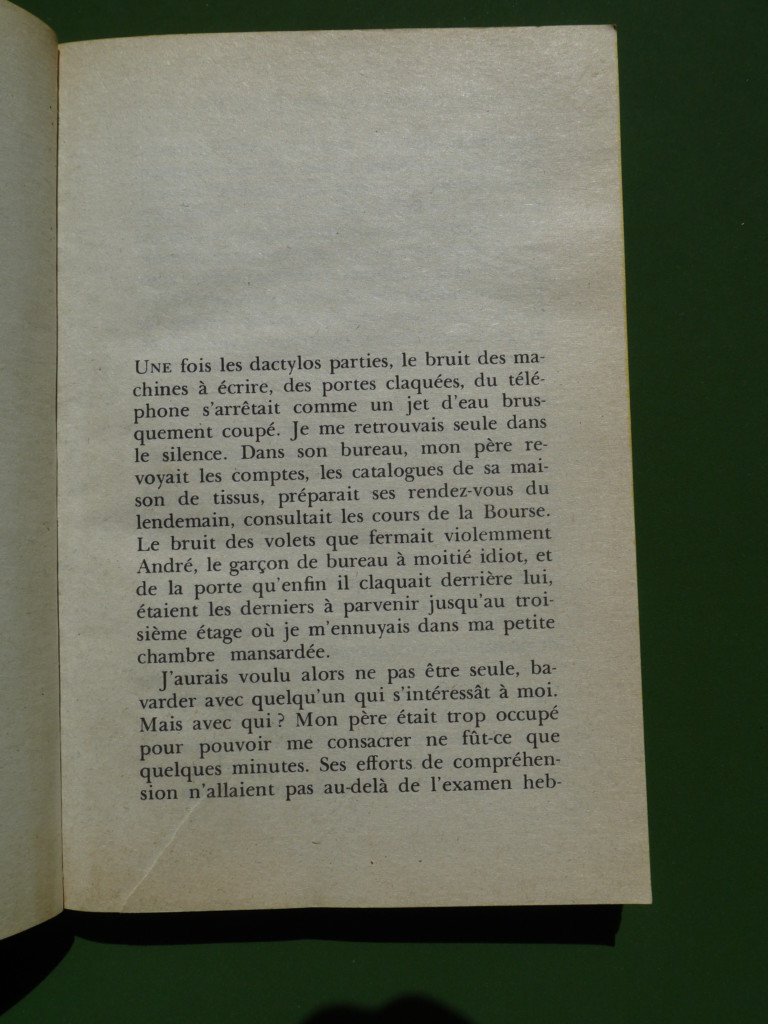 UNE fois les dactylos parties, le bruit des ma-
chines à écrire, des portes claquées, du télé-
phone s'arrêtait comme un jet d'eau brus-
quement coupé. Je me retrouvais seule dans
le silence. Dans son bureau, mon père re-
voyait les comptes, les catalogues de sa mai-
son de tissus, préparait ses rendez-vous du
lendemain, consultait les cours de la Bourse.
Le bruit des volets que fermait violemment
André, le garçon de bureau à moitié idiot, et
de la porte qu'enfin il claquait derrière lui,
étaient les derniers à parvenir jusqu'au troi-
sième étage où je m'ennuyais dans ma petite
chambre mansardée.
J'aurais voulu alors ne pas être seule, ba-
varder avec quelqu'un qui s'intéressât à moi.
Mais avec qui ? Mon père était trop occupé
pour pouvoir me consacrer ne fût-ce que
quelques minutes. Ses efforts de compréhen-
sion n'allaient pas au-delà de l'examen heb-